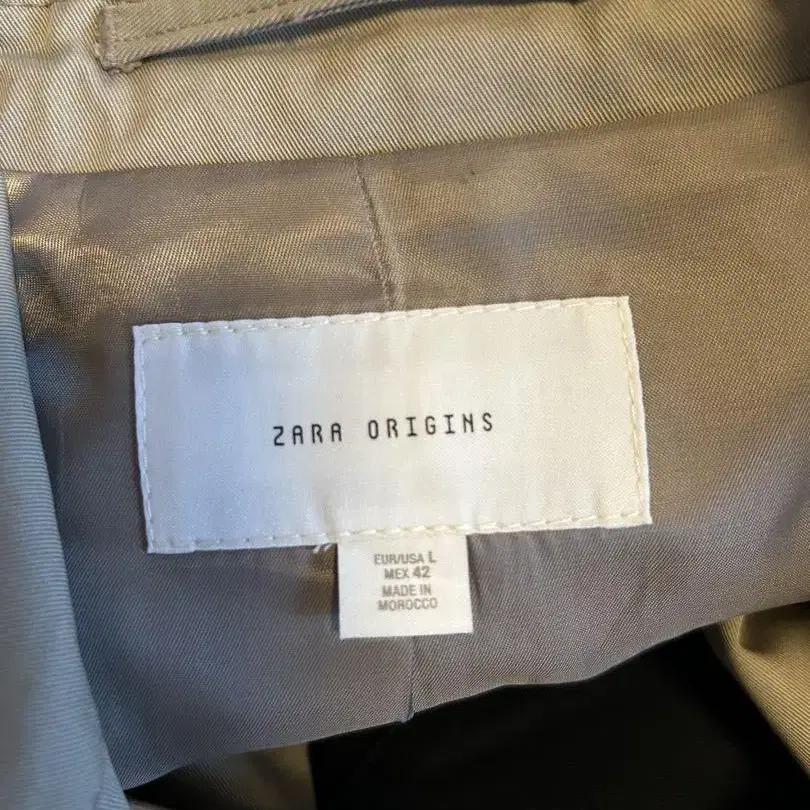 ZARA ORIGINS
EUR/USA L
MEX 42
MADE IN
MOROCCO